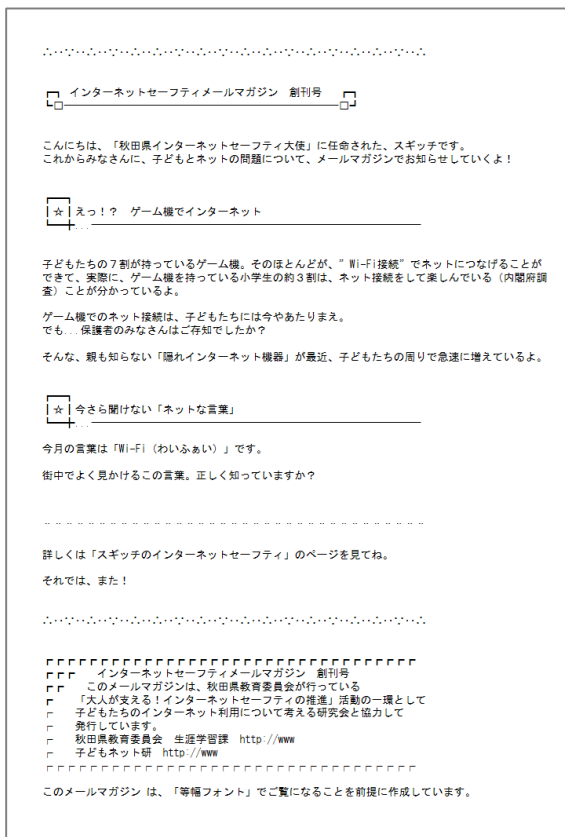 インターネットセーフティメールマガジン 創刊号
こんにちは、「秋田県インターネットセーフティ大使」に任命された、スギッチです。
これからみなさんに、子どもとネットの問題について、メールマガジンでお知らせしていくよ！
☆ えっ！？ ゲーム機でインターネット
子どもたちの７割が持っているゲーム機。そのほとんどが、”Wi-Fi接続”でネットにつなげることが
できて、実際に、ゲーム機を持っている小学生の約３割は、ネット接続をして楽しんでいる（内閣府調
査）ことが分かっているよ。
ゲーム機でのネット接続は、子どもたちには今やあたりまえ。
でも...保護者のみなさんはご存知でしたか？
そんな、親も知らない「隠れインターネット機器」が最近、子どもたちの周りで急速に増えているよ。
☆ 今さら聞けない「ネットな言葉」
今月の言葉は「Wi-Fi（わいふぁい）」です。
街中でよく見かけるこの言葉。正しく知っていますか？
詳しくは「スギッチのインターネットセーフティ」のページを見てね。
それでは、また！
インターネットセーフティメールマガジン 創刊号
このメールマガジンは、秋田県教育委員会が行っている
「大人が支える！インターネットセーフティの推進」活動の一環として
子どもたちのインターネット利用について考える研究会と協力して
発行しています。
秋田県教育委員会 生涯学習課 http://www
子どもネット研 http://www
このメールマガジン は、「等幅フォント」でご覧になることを前提に作成しています。